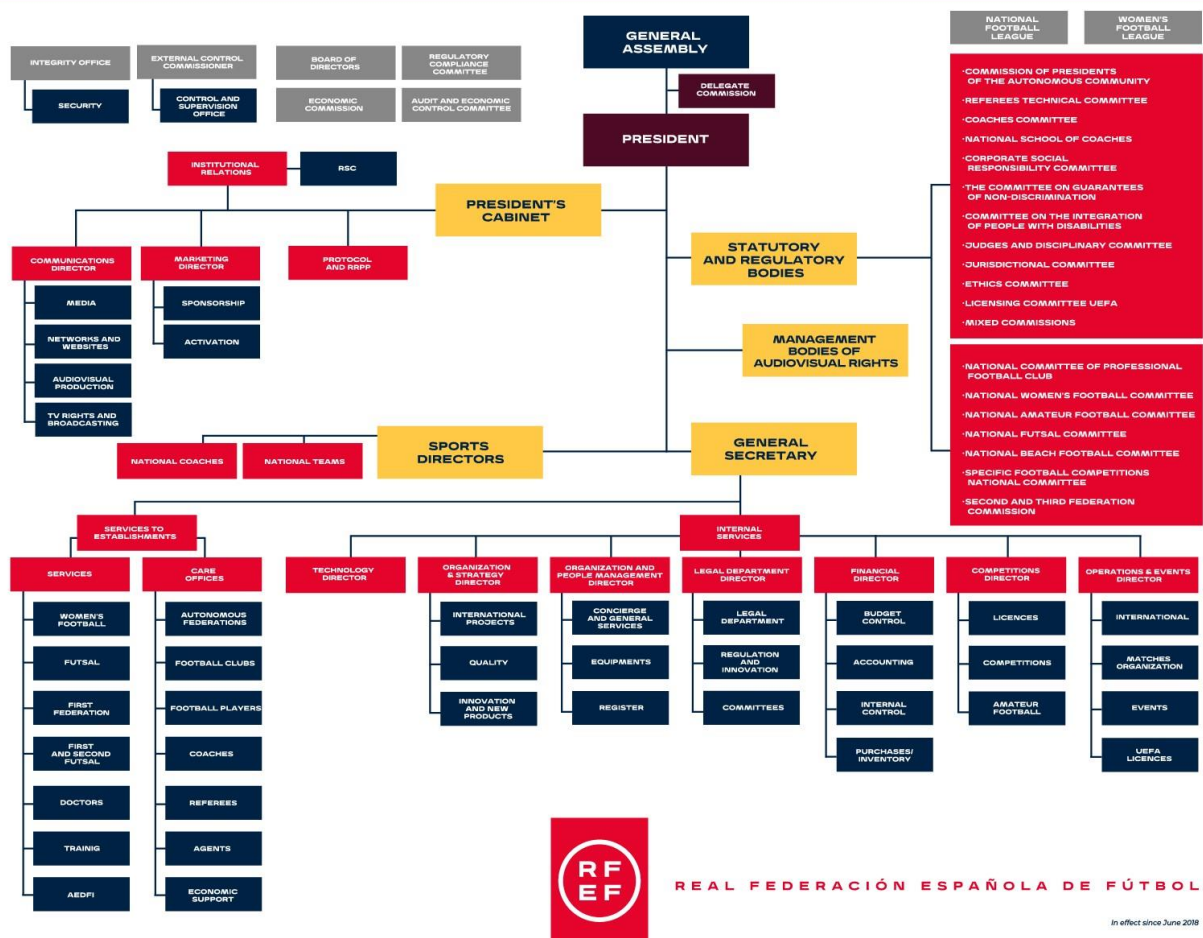 GENERAL
ASSEMBLY
DELEGATE
COMMISSION
PRESIDENT
NATIONAL
FOOTBALL
LEAGUE
WOMEN'S
FOOTBALL
LEAGUE
INTEGRITY OFFICE
SECURITY
EXTERNAL CONTROL
COMMISSIONER
CONTROL AND
SUPERVISION
OFFICE
BOARD OF
DIRECTORS
REGULATORY
COMPLIANCE
COMMITTEE
ECONOMIC
COMMISSION
AUDIT AND ECONOMIC
CONTROL COMMITTEE
INSTITUTIONAL
RELATIONS
RSC
PRESIDENT'S
CABINET
COMMUNICATIONS
DIRECTOR
MEDIA
NETWORKS AND
WEBSITES
AUDIOVISUAL
PRODUCTION
TV RIGHTS AND
BROADCASTING
MARKETING
DIRECTOR
SPONSORSHIP
ACTIVATION
PROTOCOL
AND RRPP
STATUTORY
AND REGULATORY
BODIES
·COMMISSION OF PRESIDENTS
OF THE AUTONOMOUS COMMUNITY
·REFEREES TECHNICAL COMMITTEE
·COACHES COMMITTEE
·NATIONAL SCHOOL OF COACHES
·CORPORATE SOCIAL
RESPONSIBILITY COMMITTEE
·THE COMMITTEE ON GUARANTEES
OF NON-DISCRIMINATION
·COMMITTEE ON THE INTEGRATION
OF PEOPLE WITH DISABILITIES
·JUDGES AND DISCIPLINARY COMMITTEE
·JURISDICTIONAL COMMITTEE
·ETHICS COMMITTEE
·LICENSING COMMITTEE UEFA
·MIXED COMMISSIONS
·NATIONAL COMMITTEE OF PROFESSIONAL
FOOTBALL CLUB
·NATIONAL WOMEN'S FOOTBALL COMMITTEE
·NATIONAL AMATEUR FOOTBALL COMMITTEE
·NATIONAL FUTSAL COMMITTEE
·NATIONAL BEACH FOOTBALL COMMITTEE
·SPECIFIC FOOTBALL COMPETITIONS
NATIONAL COMMITTEE
·SECOND AND THIRD FEDERATION
COMMISSION
MANAGEMENT
BODIES OF
AUDIOVISUAL RIGHTS
SPORTS
DIRECTORS
NATIONAL COACHES
NATIONAL TEAMS
GENERAL
SECRETARY
SERVICES TO
ESTABLISHMENTS
SERVICES
WOMEN'S
FOOTBALL
FUTSAL
FIRST
FEDERATION
FIRST
AND SECOND
FUTSAL
DOCTORS
TRAINIG
AEDFI
CARE
OFFICES
AUTONOMOUS
FEDERATIONS
FOOTBALL CLUBS
FOOTBALL PLAYERS
COACHES
REFEREES
AGENTS
ECONOMIC
SUPPORT
INTERNAL
SERVICES
TECHNOLOGY
DIRECTOR
ORGANIZATION
& STRATEGY
DIRECTOR
INTERNATIONAL
PROJECTS
QUALITY
INNOVATION
AND NEW
PRODUCTS
ORGANIZATION AND
PEOPLE MANAGEMENT
DIRECTOR
CONCIERGE
AND GENERAL
SERVICES
EQUIPMENTS
REGISTER
LEGAL DEPARTMENT
DIRECTOR
LEGAL
DEPARTMENT
REGULATION
AND
INNOVATION
COMMITTEES
FINANCIAL
DIRECTOR
BUDGET
CONTROL
ACCOUNTING
INTERNAL
CONTROL
PURCHASES/
INVENTORY
COMPETITIONS
DIRECTOR
LICENCES
COMPETITIONS
AMATEUR
FOOTBALL
OPERATIONS & EVENTS
DIRECTOR
INTERNATIONAL
MATCHES
ORGANIZATION
EVENTS
UEFA
LICENCES
RF
EF
REAL FEDERACIÓN ESPAÑOLA DE FÚTBOL
In effect since June 2018